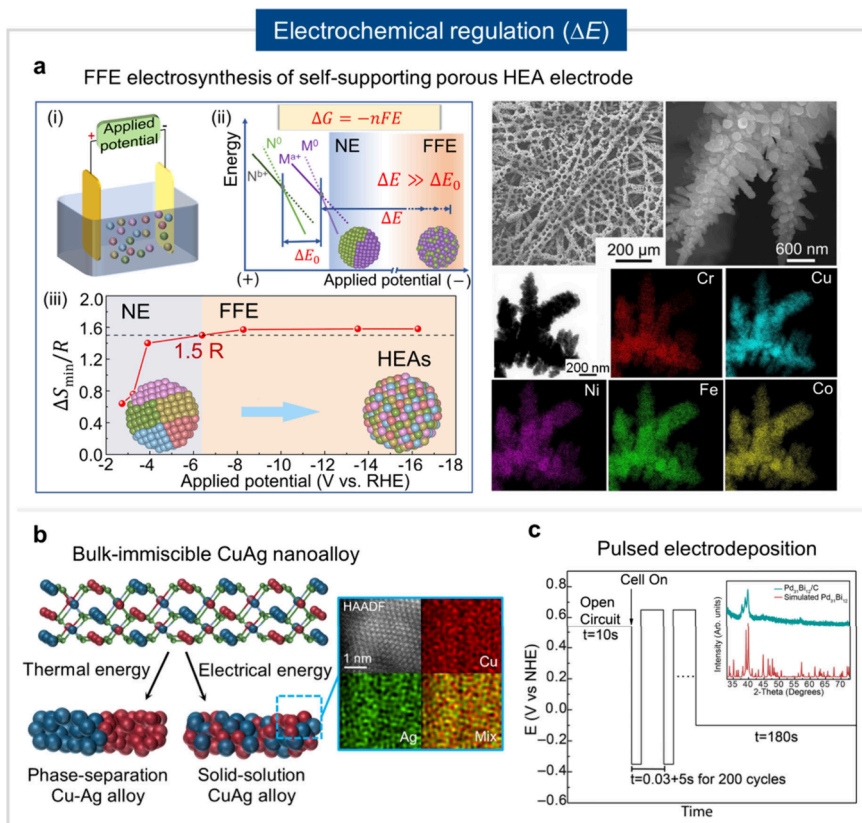 Electrochemical regulation (ΔE)
a
FFE electrosynthesis of self-supporting porous HEA electrode
(i)
+
-
Applied
potential
(ii)
ΔG = −nFE
Energy
N⁰
M⁰
Mᵃ⁺
Nᵇ⁺
NE
FFE
ΔE ≫ ΔE₀
ΔE
ΔE₀
(+)
Applied potential
(−)
(iii)
NE
FFE
1.5 R
HEAs
ΔSmin/R
2.0
1.6
1.2
0.8
0.4
0.0
-2
-4
-6
-8
-10
-12
-14
-16
-18
Applied potential (V vs. RHE)
200 μm
600 nm
200 nm
Cr
Cu
Ni
Fe
Co
b
Bulk-immiscible CuAg nanoalloy
Thermal energy
Electrical energy
Phase-separation
Cu-Ag alloy
Solid-solution
CuAg alloy
HAADF
1 nm
Cu
Ag
Mix
c
Pulsed electrodeposition
E (V vs NHE)
0.8
0.6
0.4
0.2
0.0
−0.2
−0.4
−0.6
Cell On
Open
Circuit
t=10s
t=0.03+5s for 200 cycles
t=180s
Time
Intensity (Arb. units)
Pd₃₁Bi₁₂/C
Simulated Pd₃₁Bi₁₂
35 40 45 50 55 60 65 70
2-Theta (Degrees)